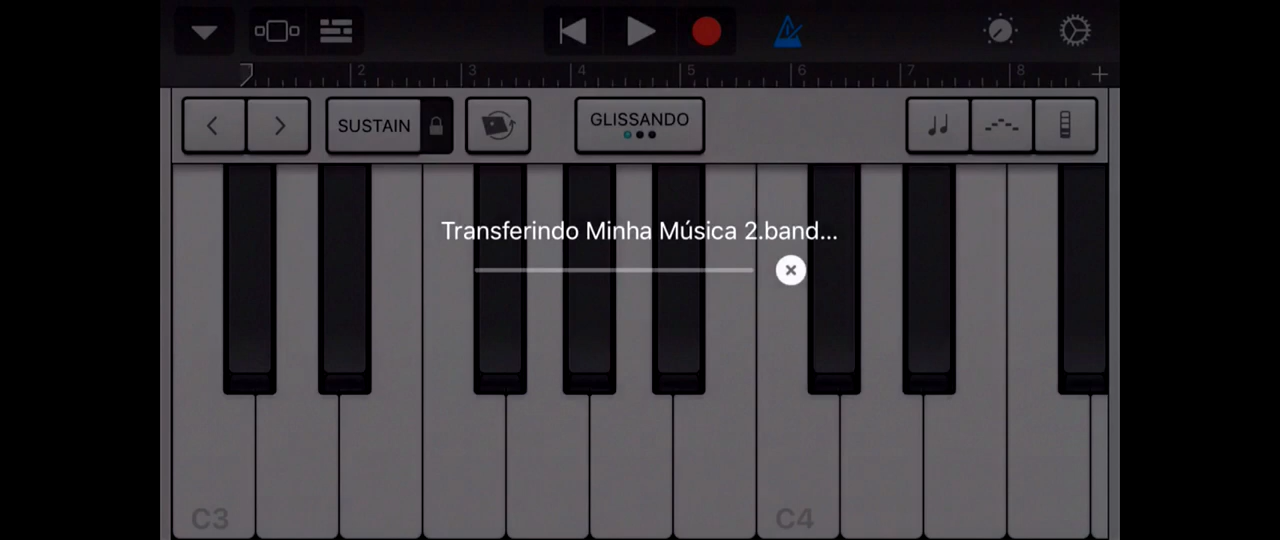 2 3 4 5 6 7 8
SUSTAIN GLISSANDO
Transferindo Minha Música 2.band...
C3 C4